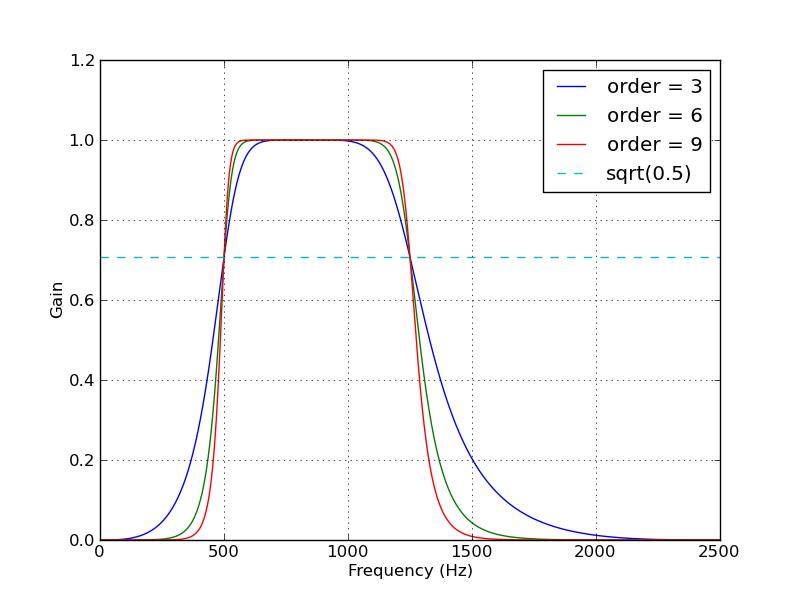 1.2
1.0
0.8
0.6
0.4
0.2
0.0
Gain
order = 3
order = 6
order = 9
sqrt(0.5)
0 500 1000 1500 2000 2500
Frequency (Hz)